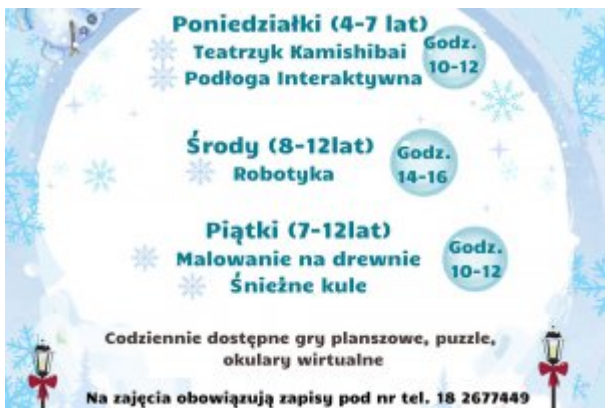 Poniedziałki (4-7 lat)
Teatrzyk Kamishibai
Podłoga Interaktywna
Godz.
10-12
Środy (8-12lat)
Robotyka
Godz.
14-16
Piątki (7-12lat)
Malowanie na drewnie
Śnieżne kule
Godz.
10-12
Codziennie dostępne gry planszowe, puzzle,
okulary wirtualne
Na zajęcia obowiązują zapisy pod nr tel. 18 2677449